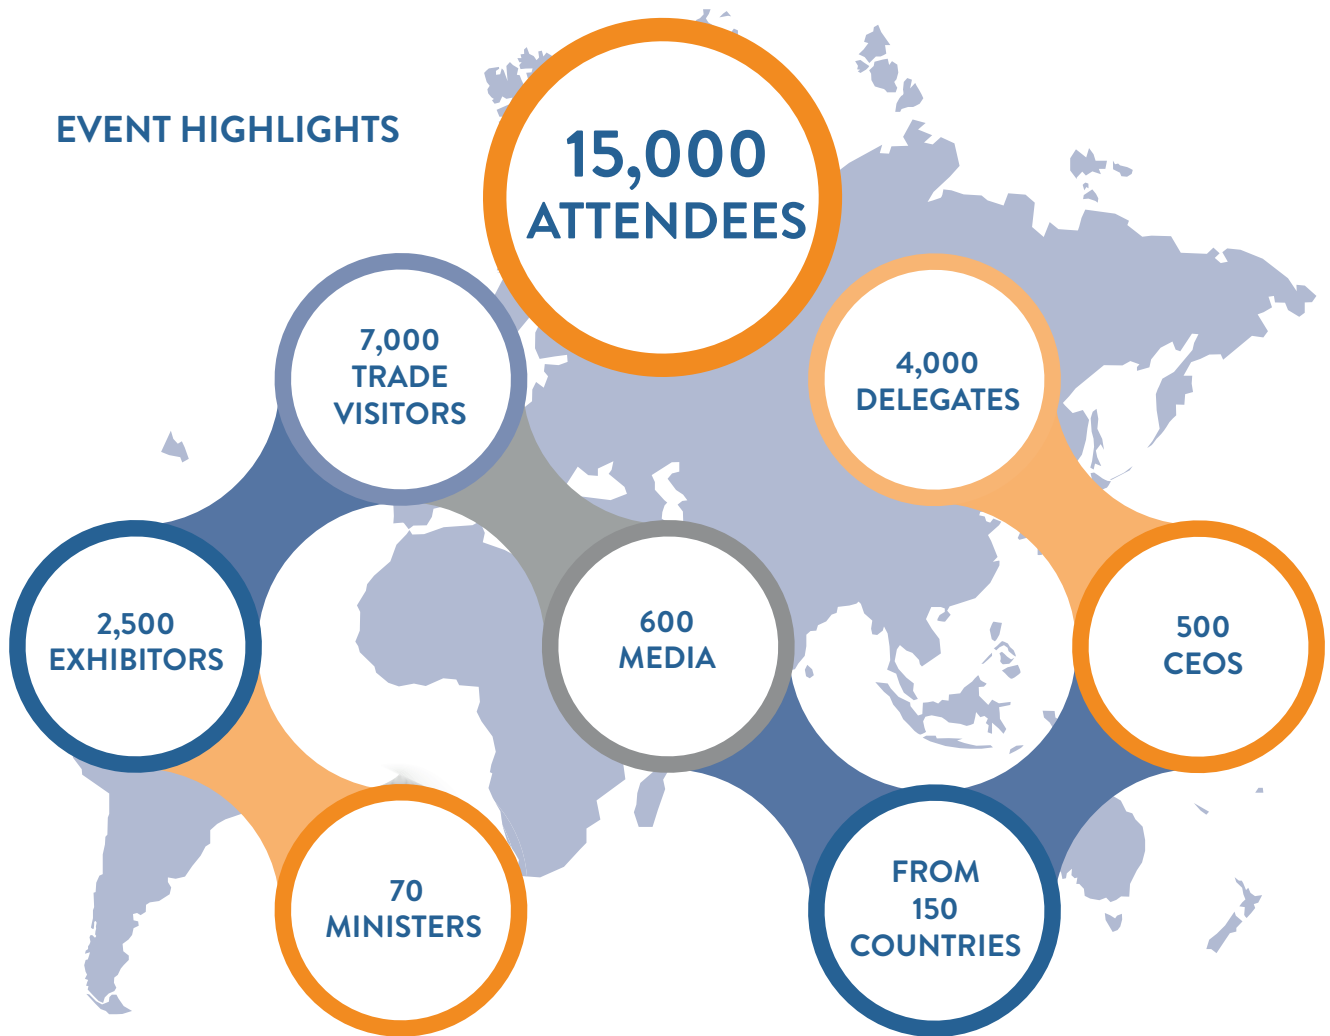 EVENT HIGHLIGHTS
15,000
ATTENDEES
7,000
TRADE
VISITORS
4,000
DELEGATES
2,500
EXHIBITORS
600
MEDIA
500
CEOS
70
MINISTERS
FROM
150
COUNTRIES